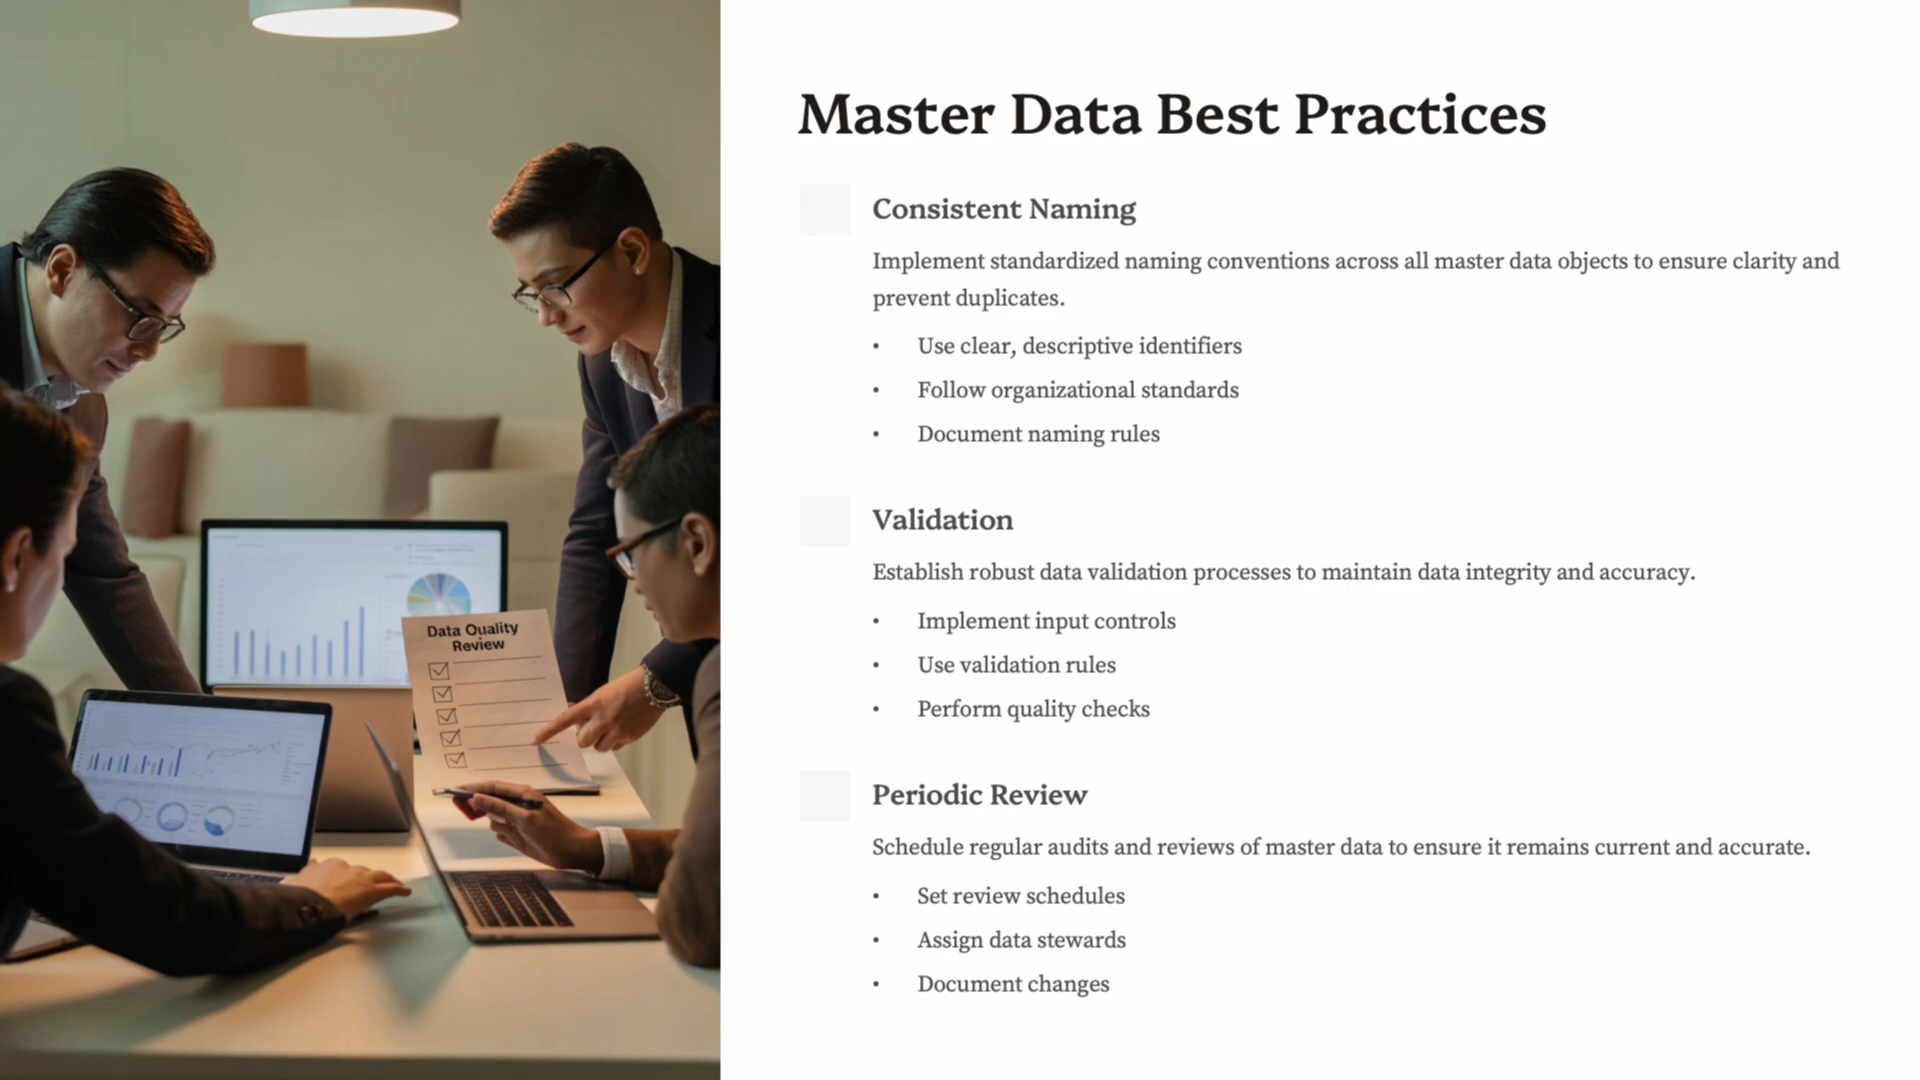 Master Data Best Practices
Consistent Naming
Implement standardized naming conventions across all master data objects to ensure clarity and
prevent duplicates.
• Use clear, descriptive identifiers
• Follow organizational standards
• Document naming rules
Validation
Establish robust data validation processes to maintain data integrity and accuracy.
• Implement input controls
• Use validation rules
• Perform quality checks
Periodic Review
Schedule regular audits and reviews of master data to ensure it remains current and accurate.
• Set review schedules
• Assign data stewards
• Document changes
Data Quality
Review